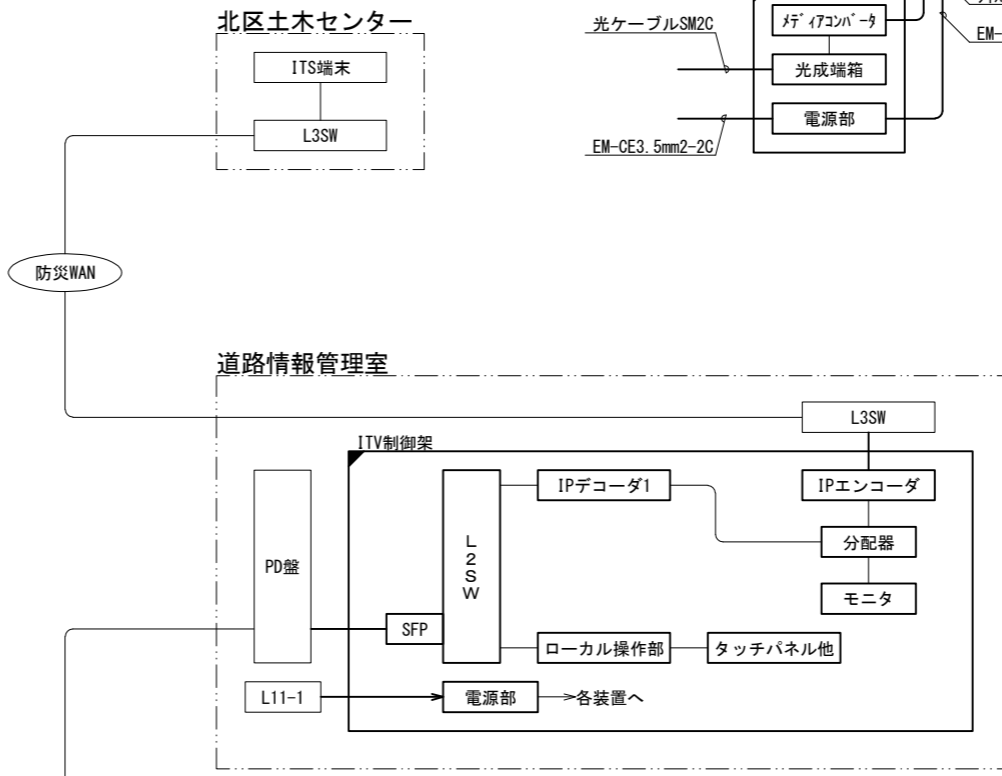 北区土木センター
ITS端末
L3SW
防災WAN
光ケーブルSM2C
メディアコンバータ
光成端箱
電源部
EM-CE3.5mm2-2C
EM-
道路情報管理室
L3SW
ITV制御架
IPデコーダ1
IPエンコーダ
L2SW
分配器
PD盤
モニタ
SFP
ローカル操作部
タッチパネル他
L11-1
電源部
各装置へ